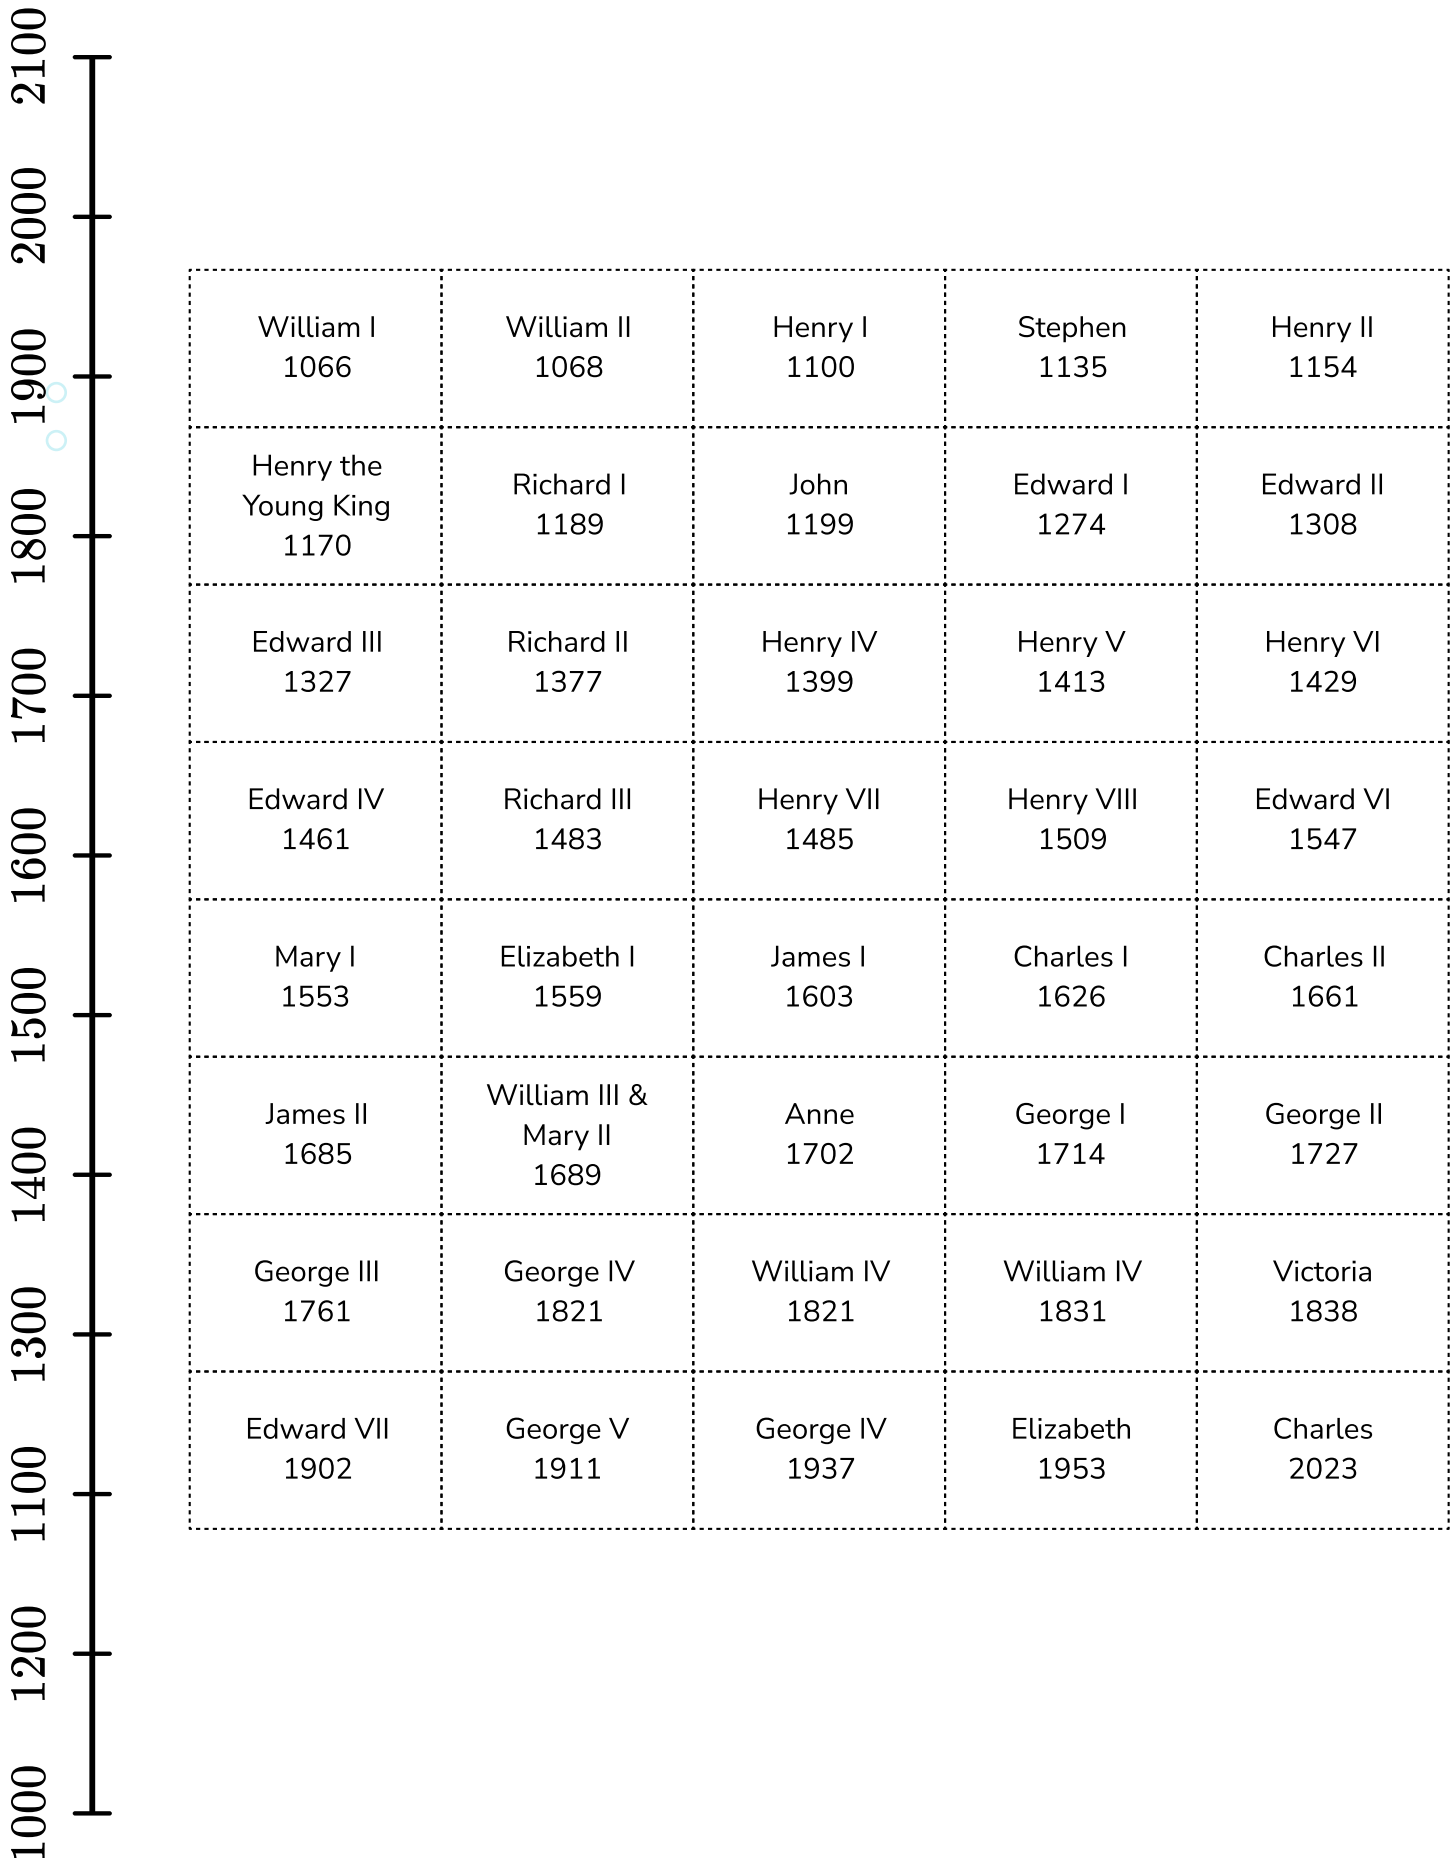 2100
2000
1900
1800
1700
1600
1500
1400
1300
1100
1200
1000
William I
1066
William II
1068
Henry I
1100
Stephen
1135
Henry II
1154
Henry the
Young King
1170
Richard I
1189
John
1199
Edward I
1274
Edward II
1308
Edward III
1327
Richard II
1377
Henry IV
1399
Henry V
1413
Henry VI
1429
Edward IV
1461
Richard III
1483
Henry VII
1485
Henry VIII
1509
Edward VI
1547
Mary I
1553
Elizabeth I
1559
James I
1603
Charles I
1626
Charles II
1661
James II
1685
William III &
Mary II
1689
Anne
1702
George I
1714
George II
1727
George III
1761
George IV
1821
William IV
1821
William IV
1831
Victoria
1838
Edward VII
1902
George V
1911
George IV
1937
Elizabeth
1953
Charles
2023